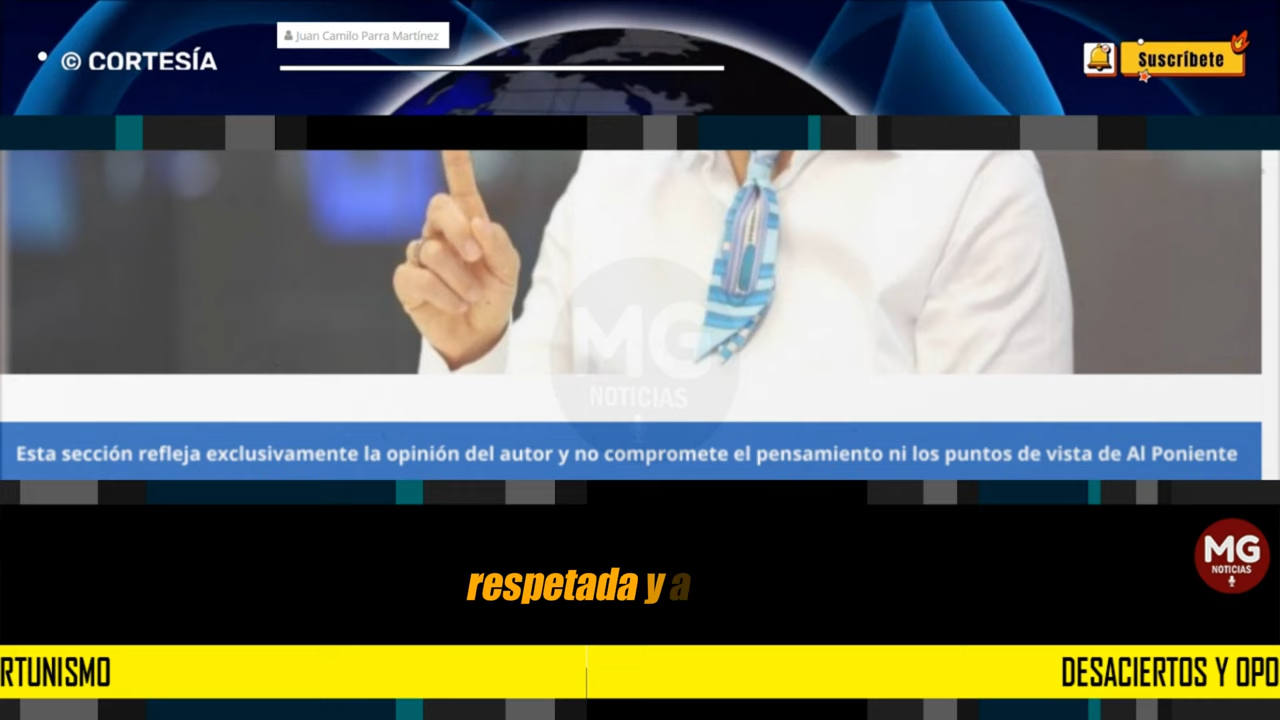 Juan Camilo Parra Martínez
© CORTESÍA
Suscríbete
MG
NOTICIAS
Esta sección refleja exclusivamente la opinión del autor y no compromete el pensamiento ni los puntos de vista de Al Poniente
MG
NOTICIAS
respetada y a
RTUNISMO
DESACIERTOS Y OPO